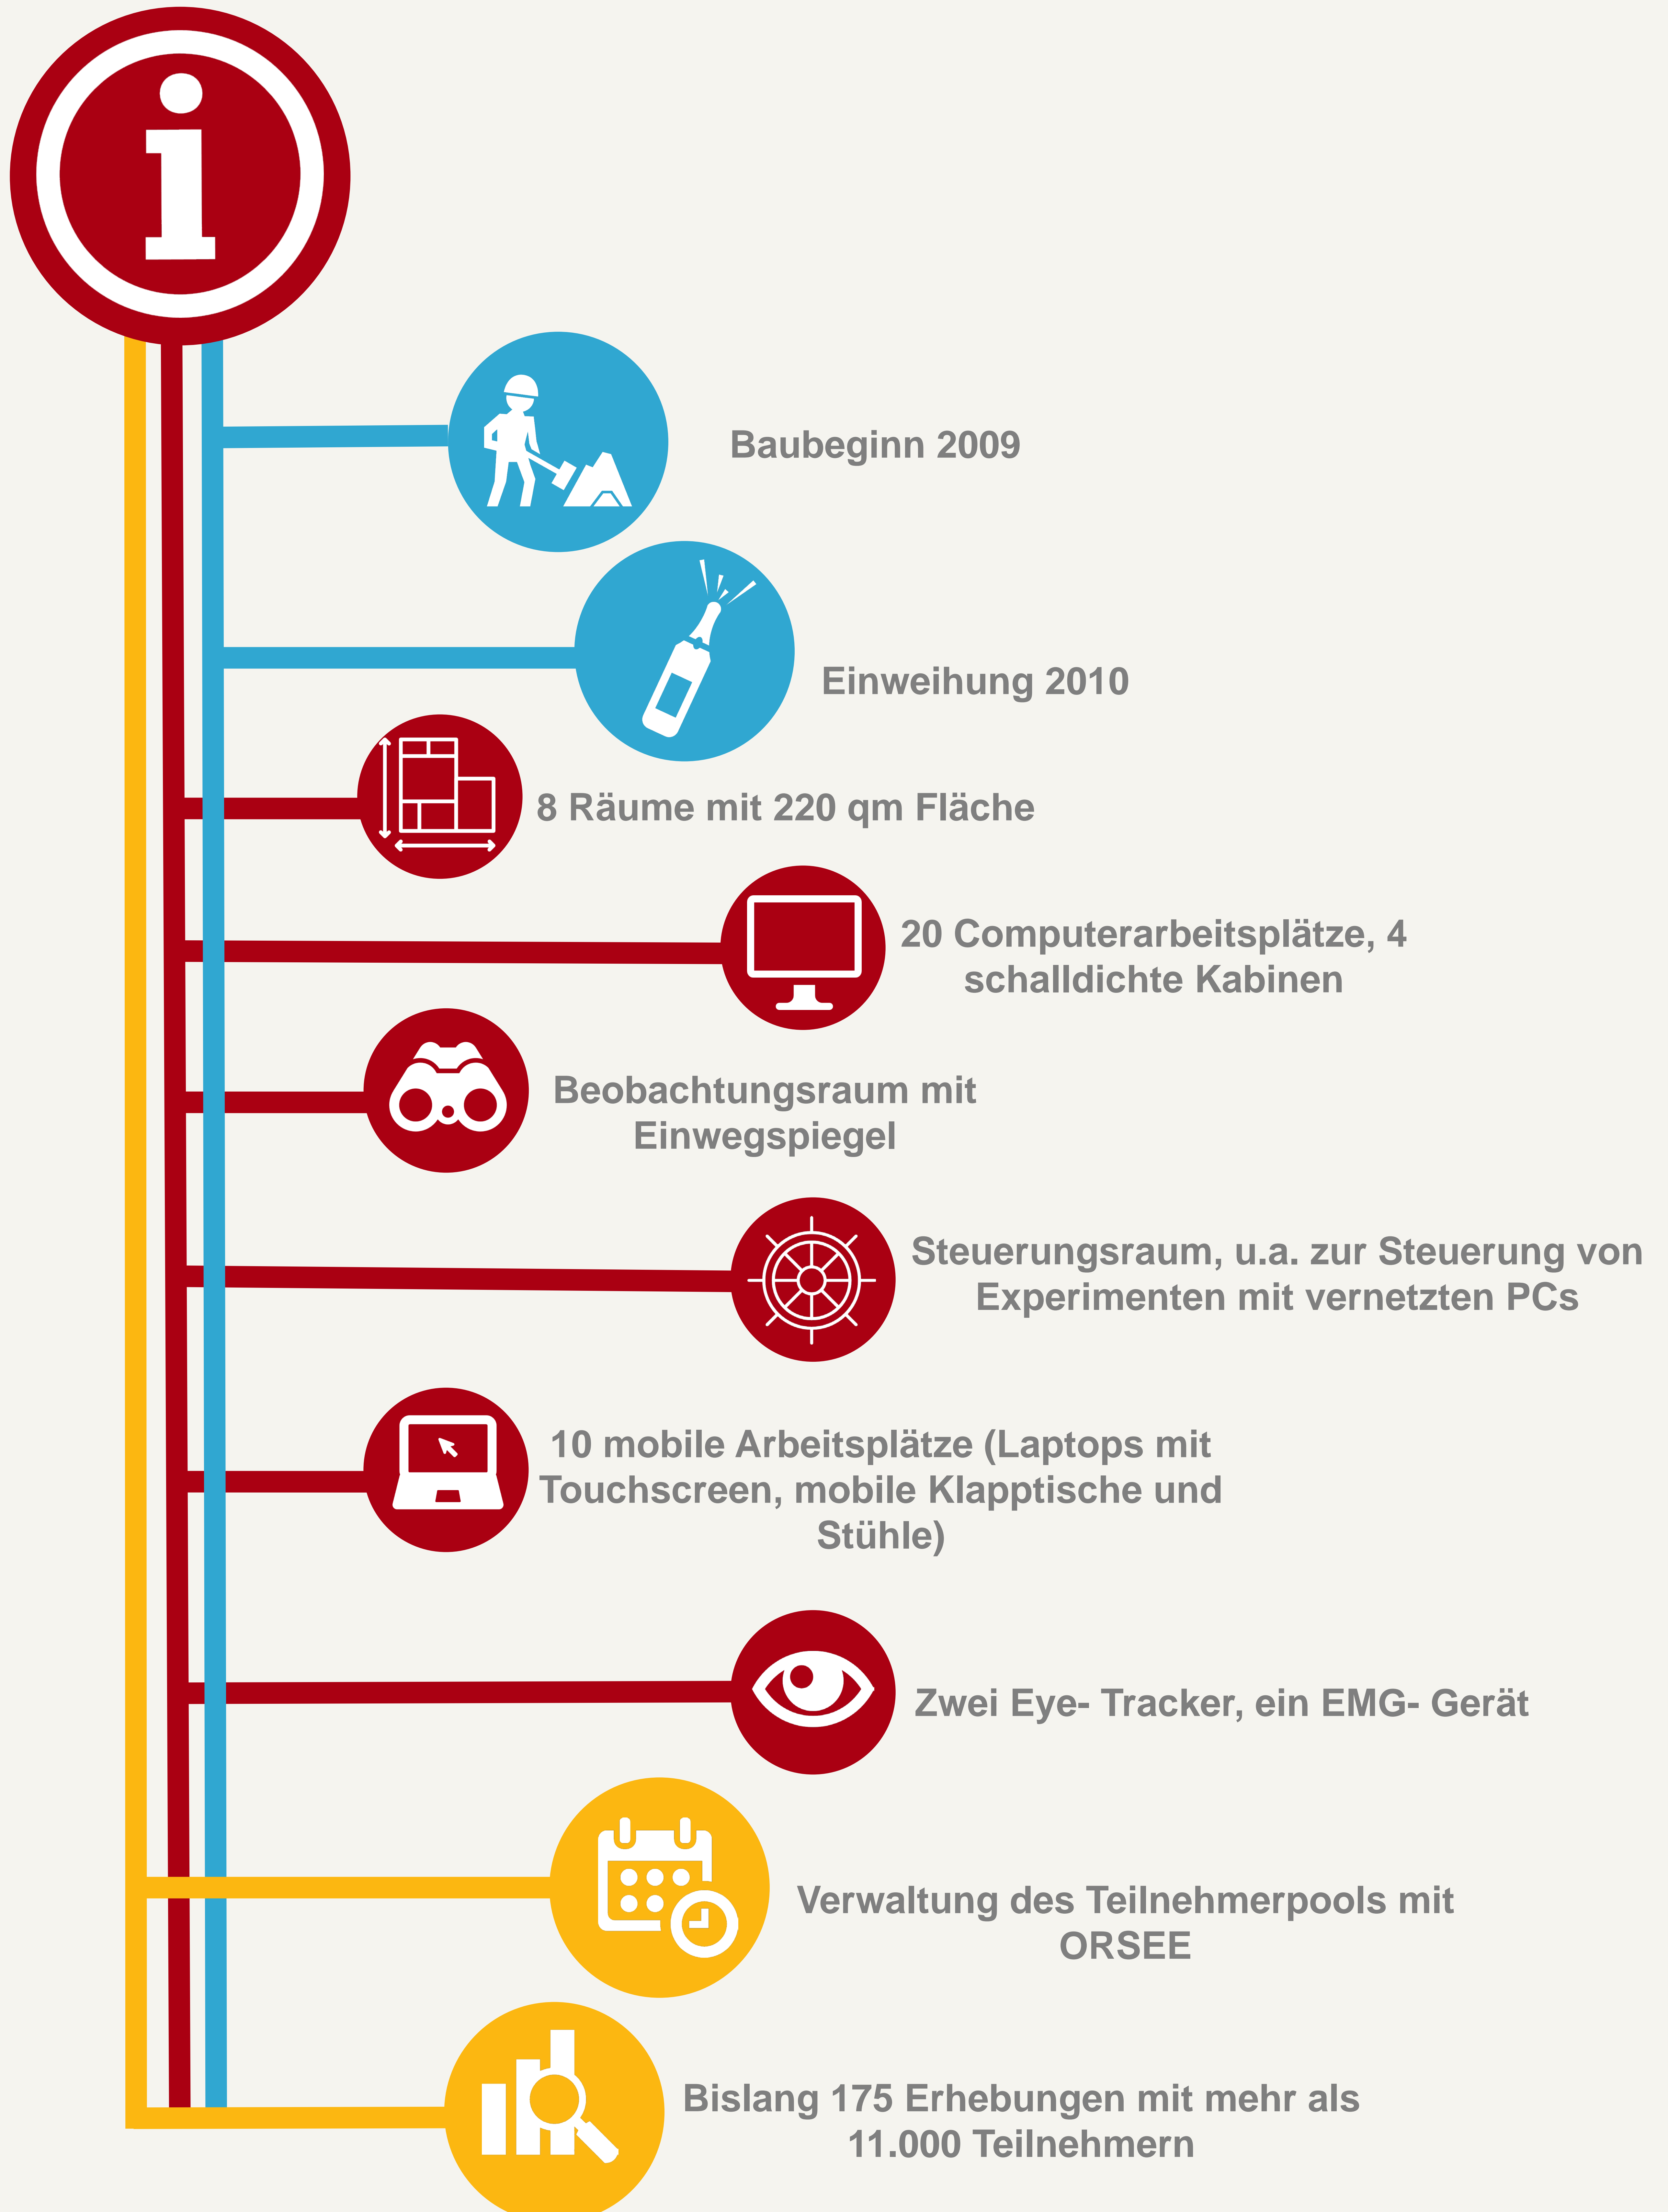 i
Baubeginn 2009
Einweihung 2010
8 Räume mit 220 qm Fläche
20 Computerarbeitsplätze, 4
schalldichte Kabinen
Beobachtungsraum mit
Einwegspiegel
Steuerungsraum, u.a. zur Steuerung von
Experimenten mit vernetzten PCs
10 mobile Arbeitsplätze (Laptops mit
Touchscreen, mobile Klapptische und
Stühle)
Zwei Eye- Tracker, ein EMG- Gerät
Verwaltung des Teilnehmerpools mit
ORSEE
Bislang 175 Erhebungen mit mehr als
11.000 Teilnehmern